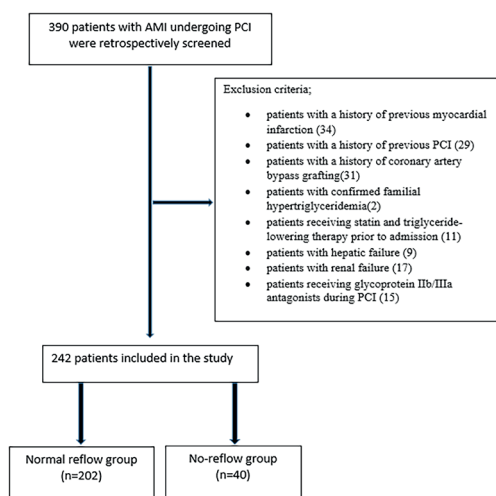 390 patients with AMI undergoing PCI
were retrospectively screened
Exclusion criteria;
• patients with a history of previous myocardial
infarction (34)
• patients with a history of previous PCI (29)
• patients with a history of coronary artery
bypass grafting(31)
• patients with confirmed familial
hypertriglyceridemia(2)
• patients receiving statin and triglyceride-
lowering therapy prior to admission (11)
• patients with hepatic failure (9)
• patients with renal failure (17)
• patients receiving glycoprotein IIb/IIIa
antagonists during PCI (15)
242 patients included in the study
Normal reflow group
(n=202)
No-reflow group
(n=40)